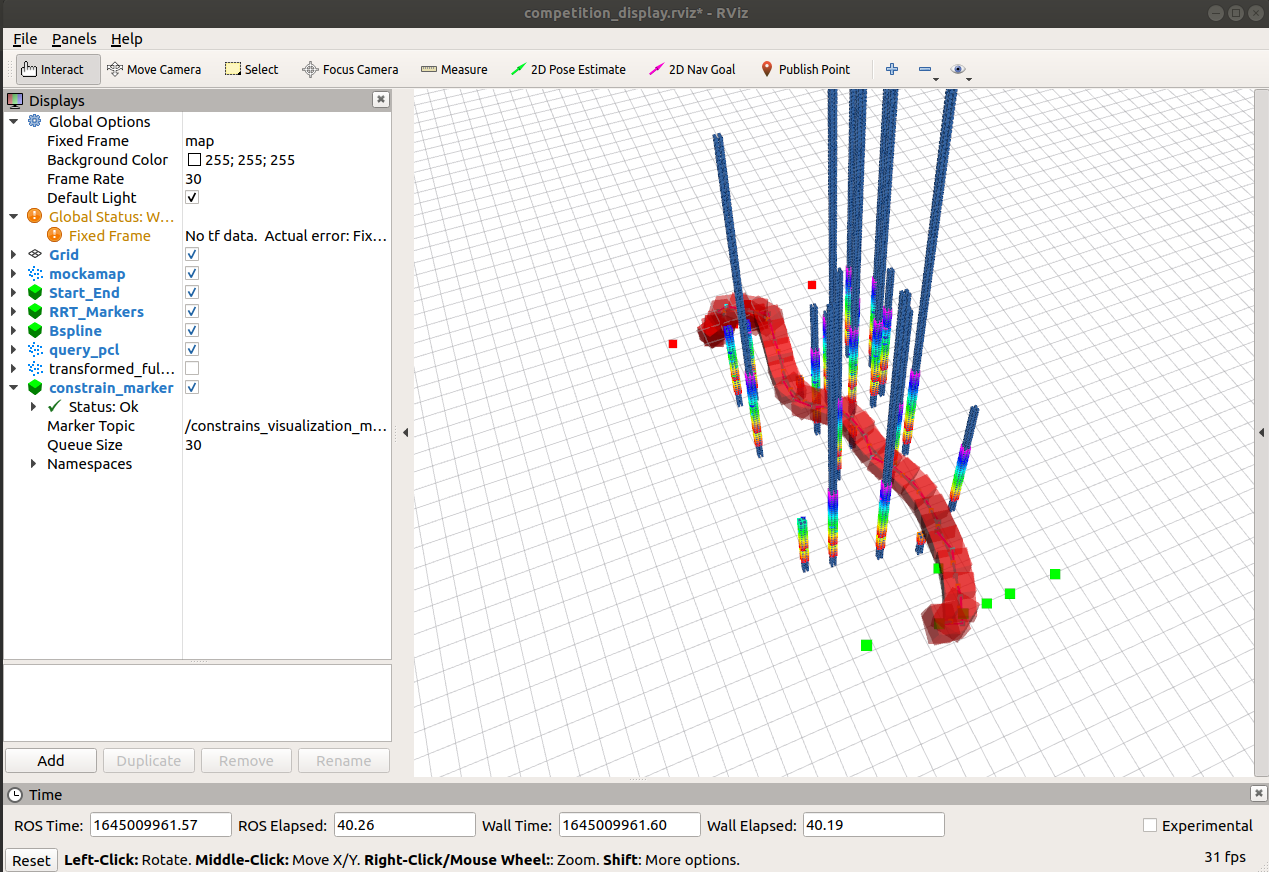 competition_display.rviz* - RViz
File Panels Help
Interact Move Camera Select Focus Camera Measure 2D Pose Estimate 2D Nav Goal Publish Point
Displays
Global Options
Fixed Frame map
Background Color 255; 255; 255
Frame Rate 30
Default Light
Global Status: W...
Fixed Frame No tf data. Actual error: Fix...
Grid
mockamap
Start_End
RRT_Markers
Bspline
query_pcl
transformed_ful...
constrain_marker
Status: Ok
Marker Topic /constrains_visualization_m...
Queue Size 30
Namespaces
Add Duplicate Remove Rename
Time
ROS Time: 1645009961.57 ROS Elapsed: 40.26 Wall Time: 1645009961.60 Wall Elapsed: 40.19 Experimental
Reset Left-Click: Rotate. Middle-Click: Move X/Y. Right-Click/Mouse Wheel:: Zoom. Shift: More options. 31 fps